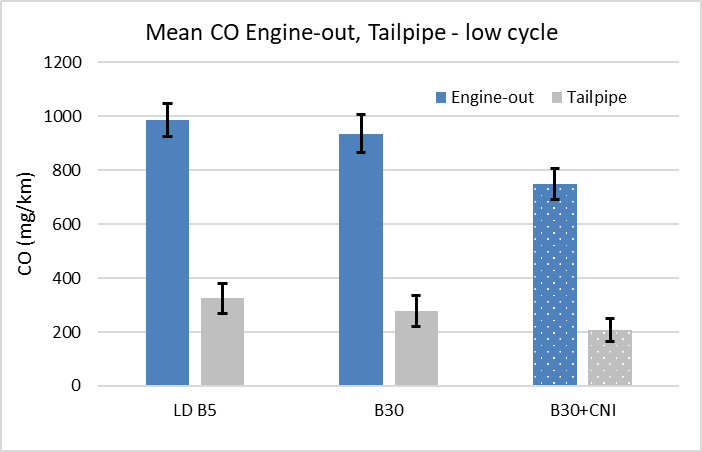 Mean CO Engine-out, Tailpipe - low cycle
1200
Engine-out Tailpipe
1000
800
600
400
200
0
CO (mg/km)
LD B5 B30 B30+CNI